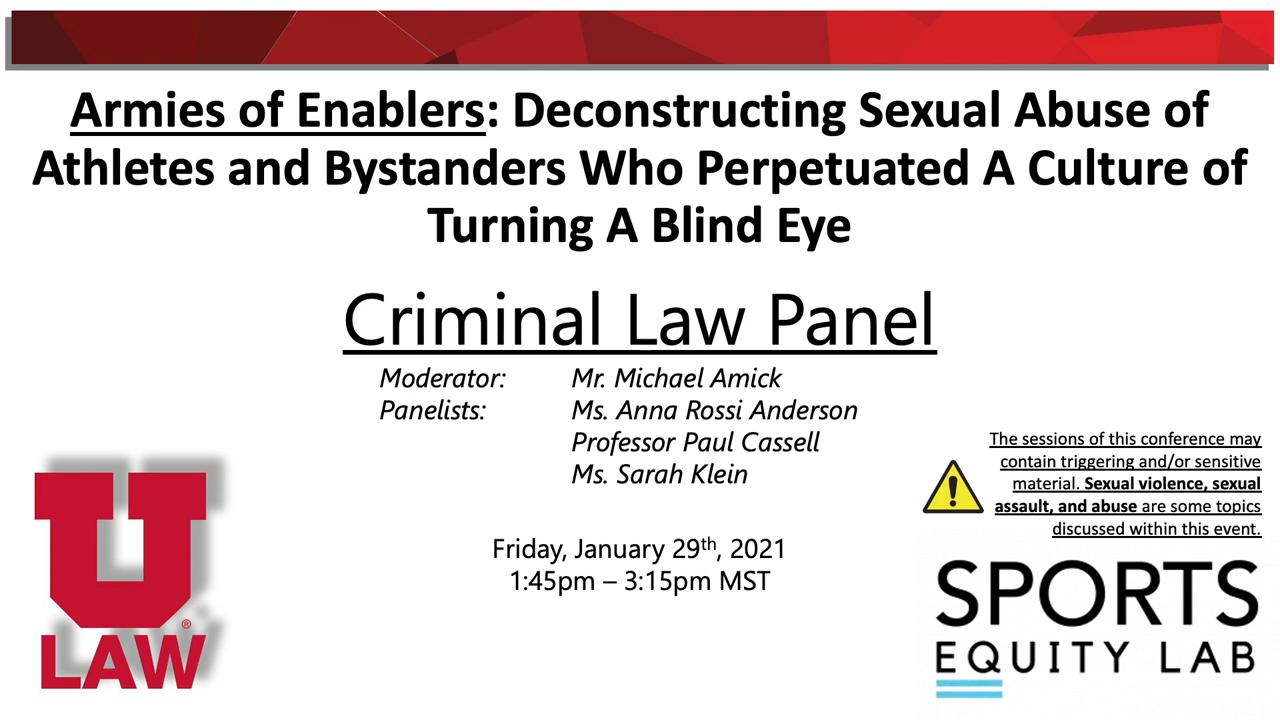 Armies of Enablers: Deconstructing Sexual Abuse of
Athletes and Bystanders Who Perpetuated A Culture of
Turning A Blind Eye
Criminal Law Panel
Moderator: Mr. Michael Amick
Panelists: Ms. Anna Rossi Anderson
Professor Paul Cassell
Ms. Sarah Klein
The sessions of this conference may
contain triggering and/or sensitive
material. Sexual violence, sexual
assault, and abuse are some topics
discussed within this event.
Friday, January 29th, 2021
1:45pm – 3:15pm MST
U
®
LAW
SPORTS
EQUITY LAB